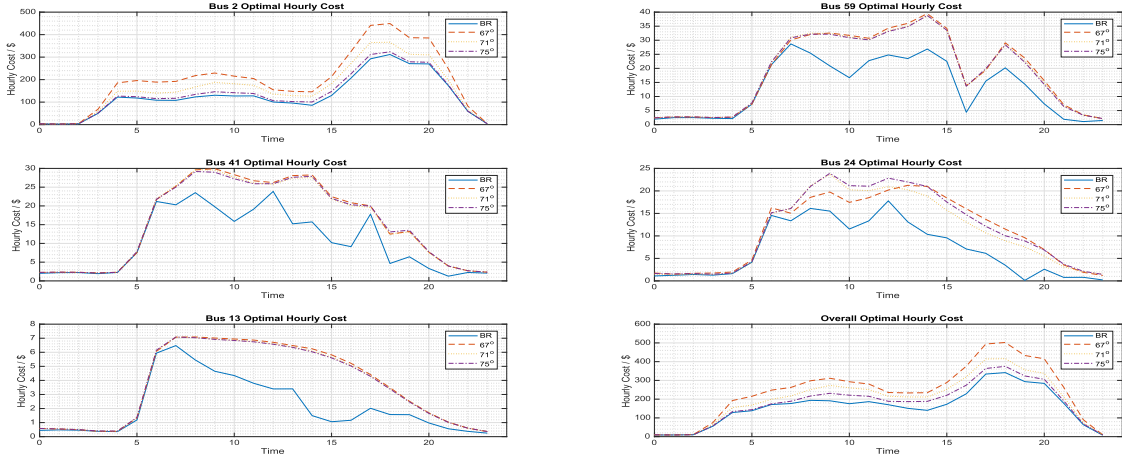 Bus 2 Optimal Hourly Cost
Hourly Cost / $
500
400
300
200
100
0
0 5 10 15 20
Time
BR
67°
71°
75°
Bus 59 Optimal Hourly Cost
Hourly Cost / $
40
35
30
25
20
15
10
5
0
0 5 10 15 20
Time
BR
67°
71°
75°
Bus 41 Optimal Hourly Cost
Hourly Cost / $
30
25
20
15
10
5
0
0 5 10 15 20
Time
BR
67°
71°
75°
Bus 24 Optimal Hourly Cost
Hourly Cost / $
25
20
15
10
5
0
0 5 10 15 20
Time
BR
67°
71°
75°
Bus 13 Optimal Hourly Cost
Hourly Cost / $
8
7
6
5
4
3
2
1
0
0 5 10 15 20
Time
BR
67°
71°
75°
Overall Optimal Hourly Cost
Hourly Cost / $
600
500
400
300
200
100
0
0 5 10 15 20
Time
BR
67°
71°
75°